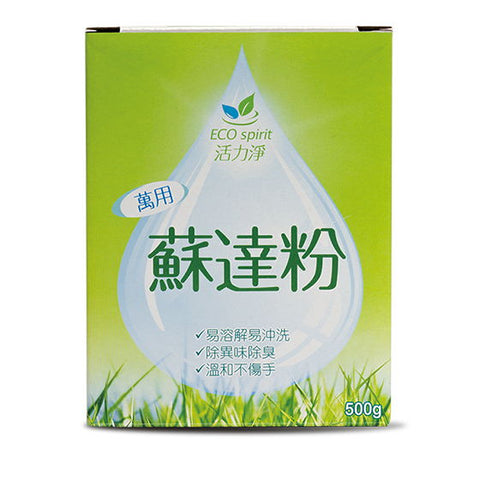 ECO spirit
活力淨
萬用
蘇達粉
✓易溶解易沖洗
✓除異味除臭
✓溫和不傷手
500g